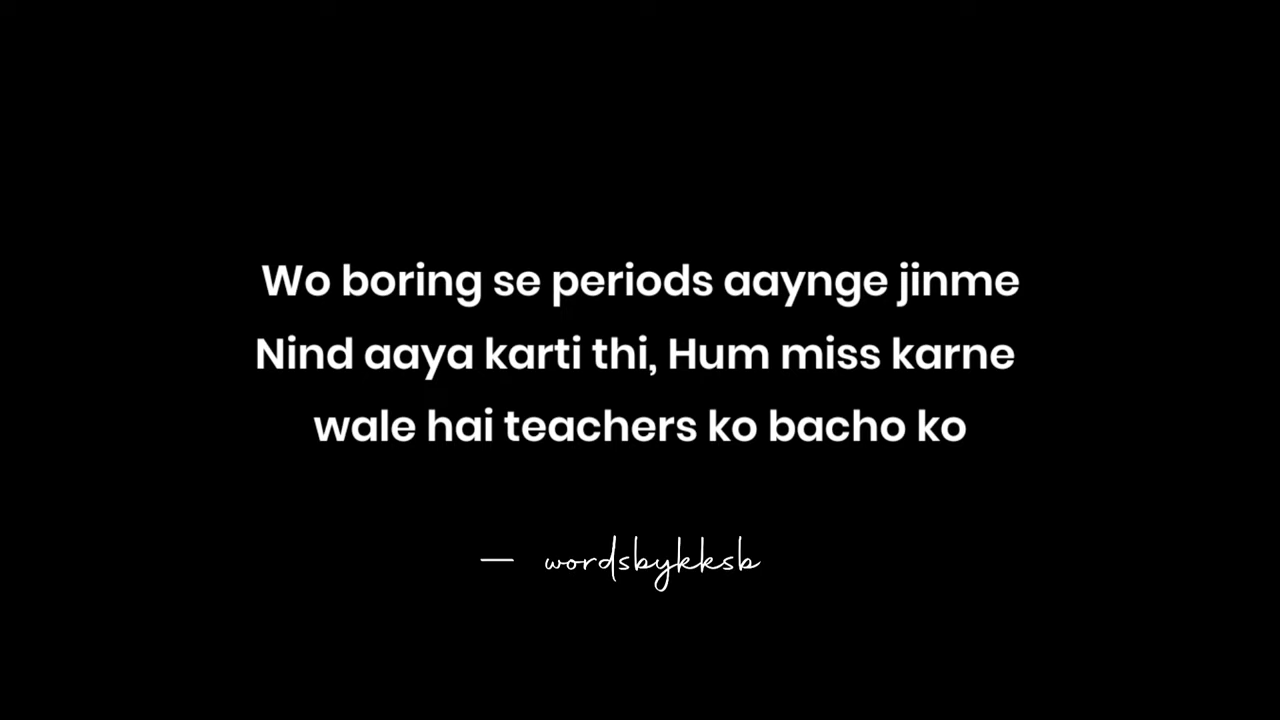 Wo boring se periods aaynge jinme
Nind aaya karti thi, Hum miss karne
wale hai teachers ko bacho ko
— wordsbykksb